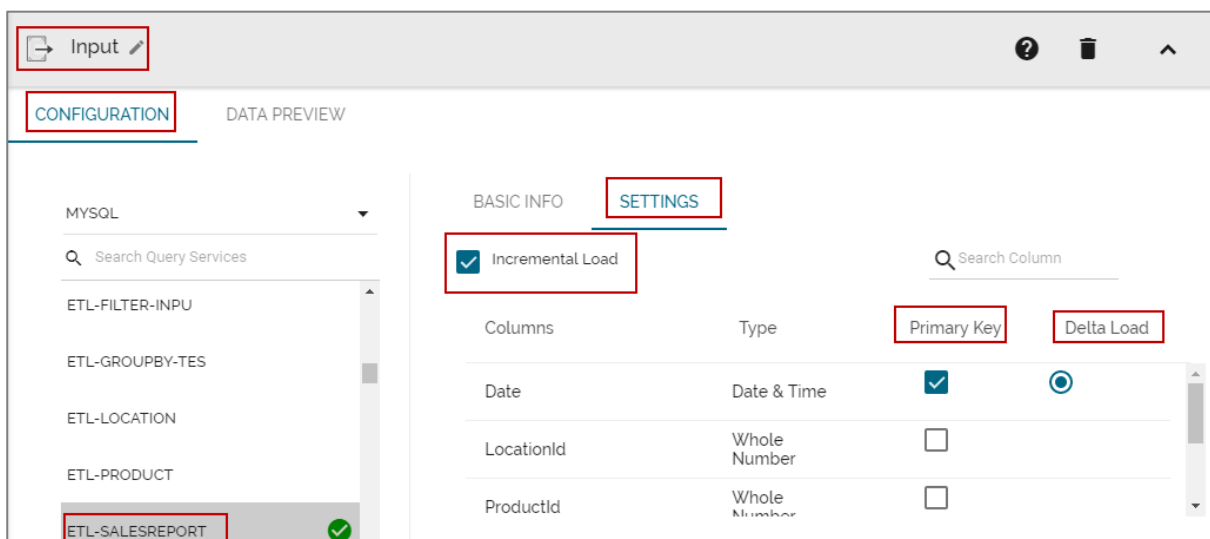 Input
CONFIGURATION DATA PREVIEW
MYSQL
Search Query Services
ETL-FILTER-INPU
ETL-GROUPBY-TES
ETL-LOCATION
ETL-PRODUCT
ETL-SALESREPORT
BASIC INFO SETTINGS
Incremental Load Search Column
Columns Type Primary Key Delta Load
Date Date & Time
LocationId Whole
Number
ProductId Whole
Number